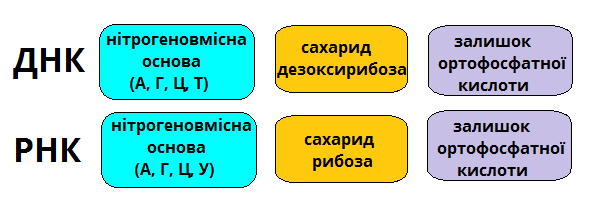 ДНК
нітрогеновмісна
основа
(А, Г, Ц, Т)
сахарид
дезоксирибоза
залишок
ортофосфатної
кислоти
РНК
нітрогеновмісна
основа
(А, Г, Ц, У)
сахарид
рибоза
залишок
ортофосфатної
кислоти